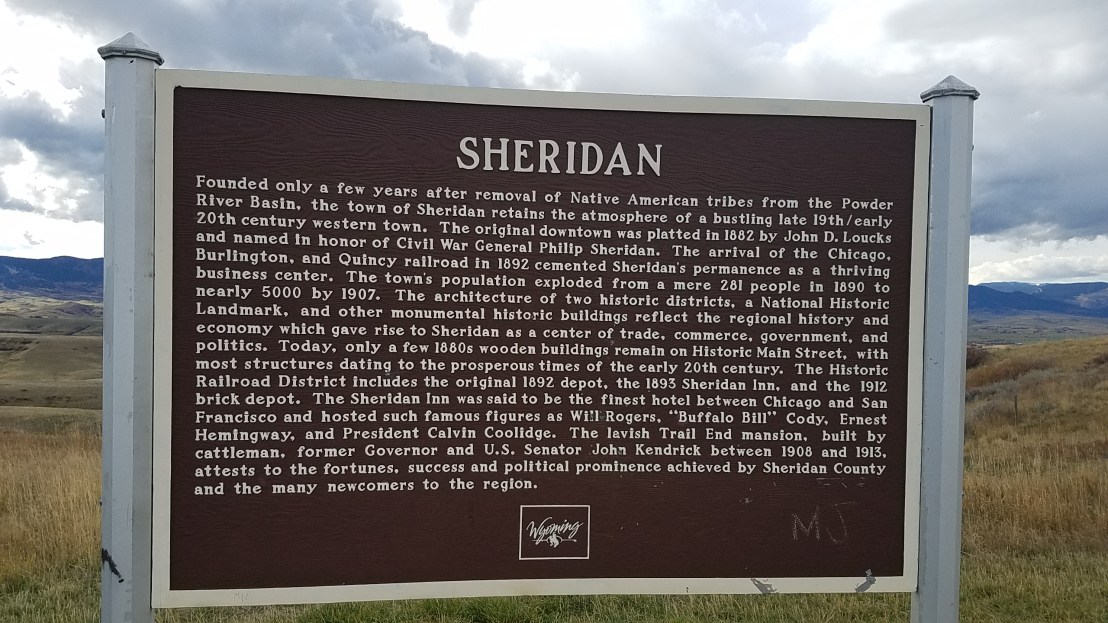 SHERIDAN
Founded only a few years after removal of Native American tribes from the Powder
River Basin, the town of Sheridan retains the atmosphere of a bustling late 19th/early
20th century western town. The original downtown was platted in 1882 by John D. Loucks
and named in honor of Civil War General Philip Sheridan. The arrival of the Chicago,
Burlington, and Quincy railroad in 1892 cemented Sheridan's permanence as a thriving
business center. The town's population exploded from a mere 281 people in 1890 to
nearly 5000 by 1907. The architecture of two historic districts, a National Historic
Landmark, and other monumental historic buildings reflect the regional history and
economy which gave rise to Sheridan as a center of trade, commerce, government, and
politics. Today, only a few 1880s wooden buildings remain on Historic Main Street, with
most structures dating to the prosperous times of the early 20th century. The Historic
Railroad District includes the original 1892 depot, the 1893 Sheridan Inn, and the 1912
brick depot. The Sheridan Inn was said to be the finest hotel between Chicago and San
Francisco and hosted such famous figures as Will Rogers, "Buffalo Bill" Cody, Ernest
Hemingway, and President Calvin Coolidge. The lavish Trail End mansion, built by
cattleman, former Governor and U.S. Senator John Kendrick between 1908 and 1913,
attests to the fortunes, success and political prominence achieved by Sheridan County
and the many newcomers to the region.
Wyoming
MJ